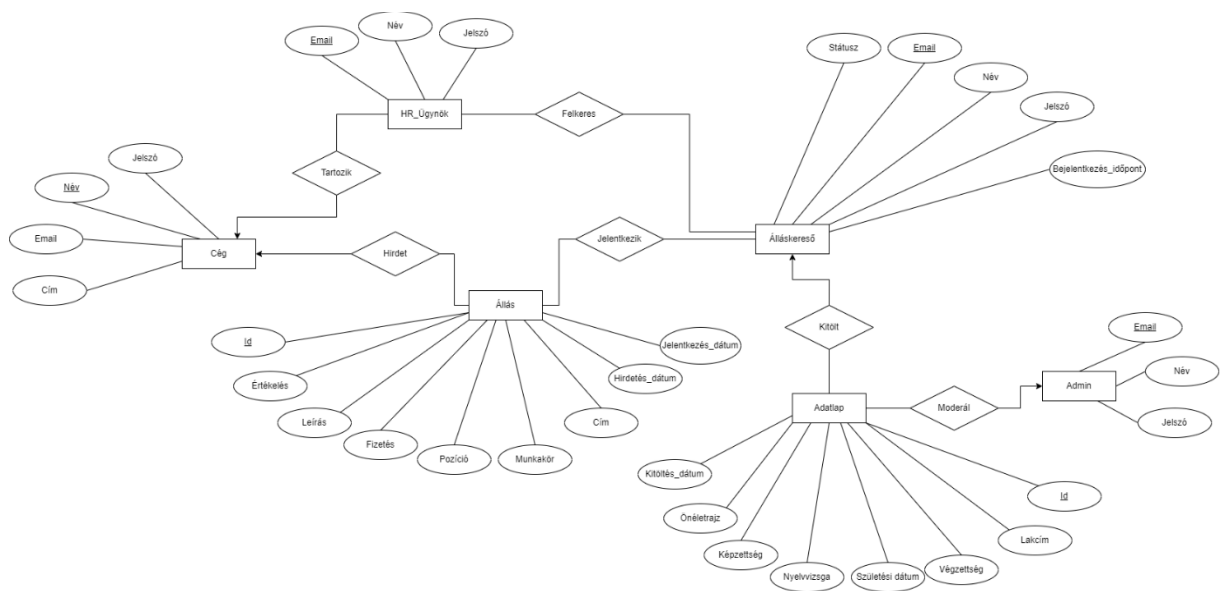 Név
Email
Jelszó
Státusz
Email
Név
Jelszó
Bejelentkezés_időpont
HR_Ügynök
Felkeres
Jelszó
Tartozik
Név
Email
Cég
Cím
Hirdet
Jelentkezik
Álláskereső
Állás
Id
Értékelés
Leírás
Fizetés
Pozíció
Munkakör
Cím
Hirdetés_dátum
Jelentkezés_dátum
Kitölt
Email
Név
Admin
Jelszó
Adatlap
Moderál
Kitöltés_dátum
Önéletrajz
Képzettség
Nyelvvizsga
Születési dátum
Végzettség
Lakcím
Id